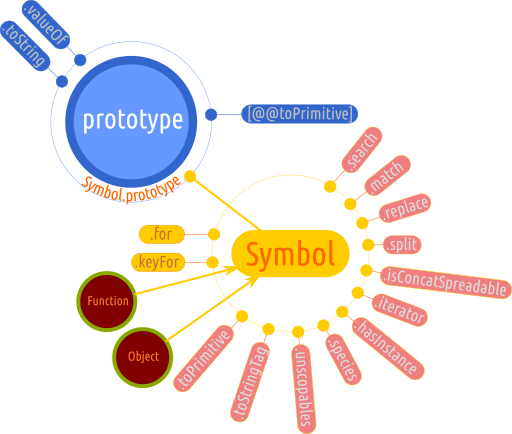 .valueOf
.toString
prototype
[@@toPrimitive]
Symbol.prototype
.search
.match
.replace
.split
.isConcatSpreadable
.iterator
.hasInstance
.species
.unscopables
.toStringTag
.toPrimitive
.for
.keyFor
Symbol
Function
Object